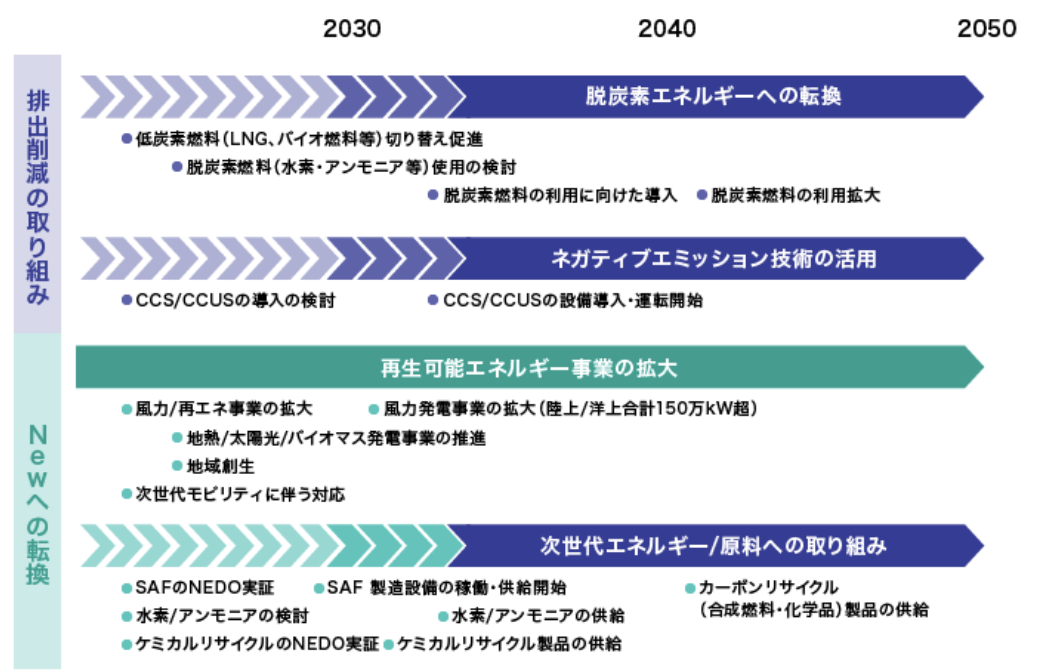 2030 2040 2050
排出削減の取り組み
脱炭素エネルギーへの転換
●低炭素燃料(LNG、バイオ燃料等)切り替え促進
●脱炭素燃料(水素・アンモニア等)使用の検討
●脱炭素燃料の利用に向けた導入 ●脱炭素燃料の利用拡大
ネガティブエミッション技術の活用
●CCS/CCUSの導入の検討 ●CCS/CCUSの設備導入・運転開始
Newへの転換
再生可能エネルギー事業の拡大
●風力/再エネ事業の拡大 ●風力発電事業の拡大(陸上/洋上合計150万kW超)
●地熱/太陽光/バイオマス発電事業の推進
●地域創生
●次世代モビリティに伴う対応
次世代エネルギー/原料への取り組み
●SAFのNEDO実証 ●SAF 製造設備の稼働・供給開始 ●カーボンリサイクル
(合成燃料・化学品)製品の供給
●水素/アンモニアの検討 ●水素/アンモニアの供給
●ケミカルリサイクルのNEDO実証 ●ケミカルリサイクル製品の供給